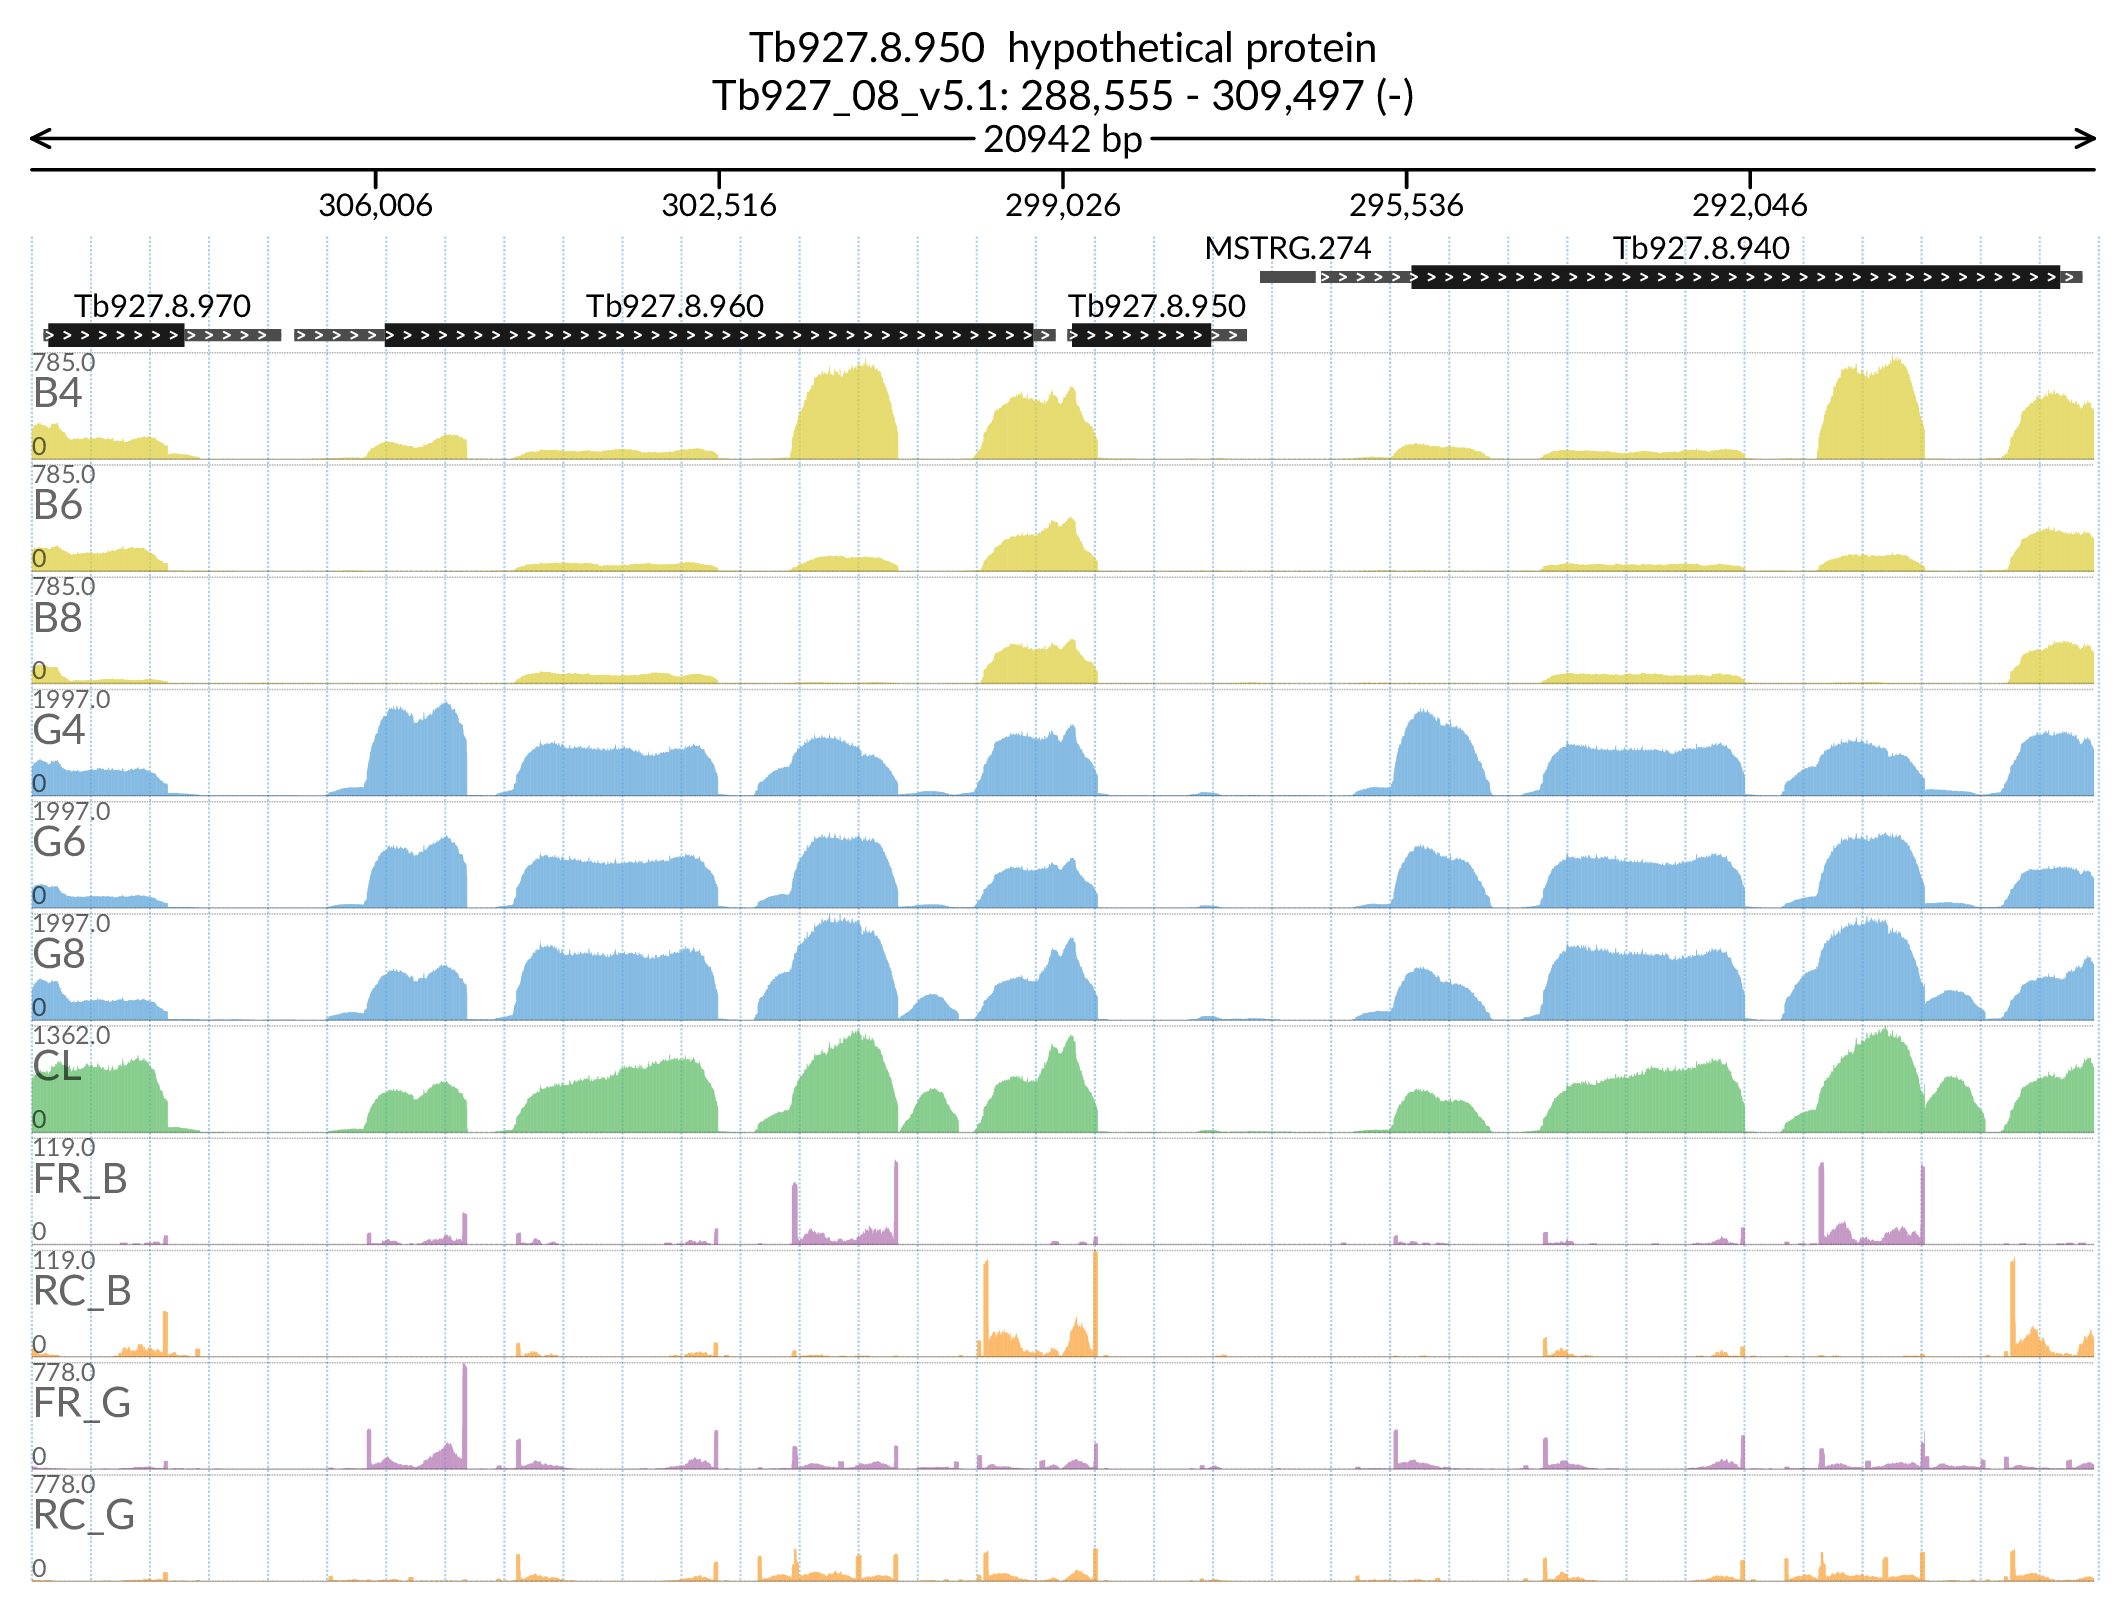 Tb927.8.950  hypothetical protein
Tb927_08_v5.1: 288,555 - 309,497 (-)
20942 bp
306,006 302,516 299,026 295,536 292,046
MSTRG.274 Tb927.8.940
Tb927.8.970 Tb927.8.960 Tb927.8.950
785.0
B4
0
785.0
B6
0
785.0
B8
0
1997.0
G4
0
1997.0
G6
0
1997.0
G8
0
1362.0
CL
0
119.0
FR_B
0
119.0
RC_B
0
778.0
FR_G
0
778.0
RC_G
0